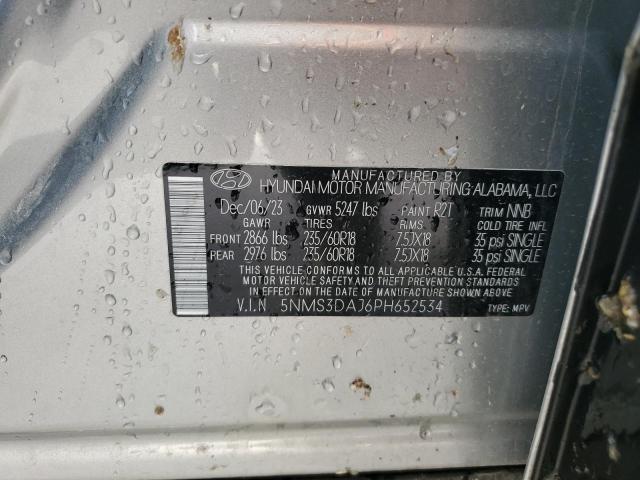 MANUFACTURED BY
HYUNDAI MOTOR MANUFACTURING ALABAMA, LLC
Dec/06/23 GVWR 5247 lbs PAINT R2T TRIM NNB
GAWR TIRES RIMS COLD TIRE INFL
FRONT 2866 lbs 235/60R18 7.5JX18 35 psi SINGLE
REAR 2976 lbs 235/60R18 7.5JX18 35 psi SINGLE
THIS VEHICLE CONFORMS TO ALL APPLICABLE U.S.A. FEDERAL
MOTOR VEHICLE SAFETY AND THEFT PREVENTION STANDARDS
IN EFFECT ON THE DATE OF MANUFACTURE SHOWN ABOVE.
V.I.N 5NMS3DAJ6PH652534 TYPE: MPV